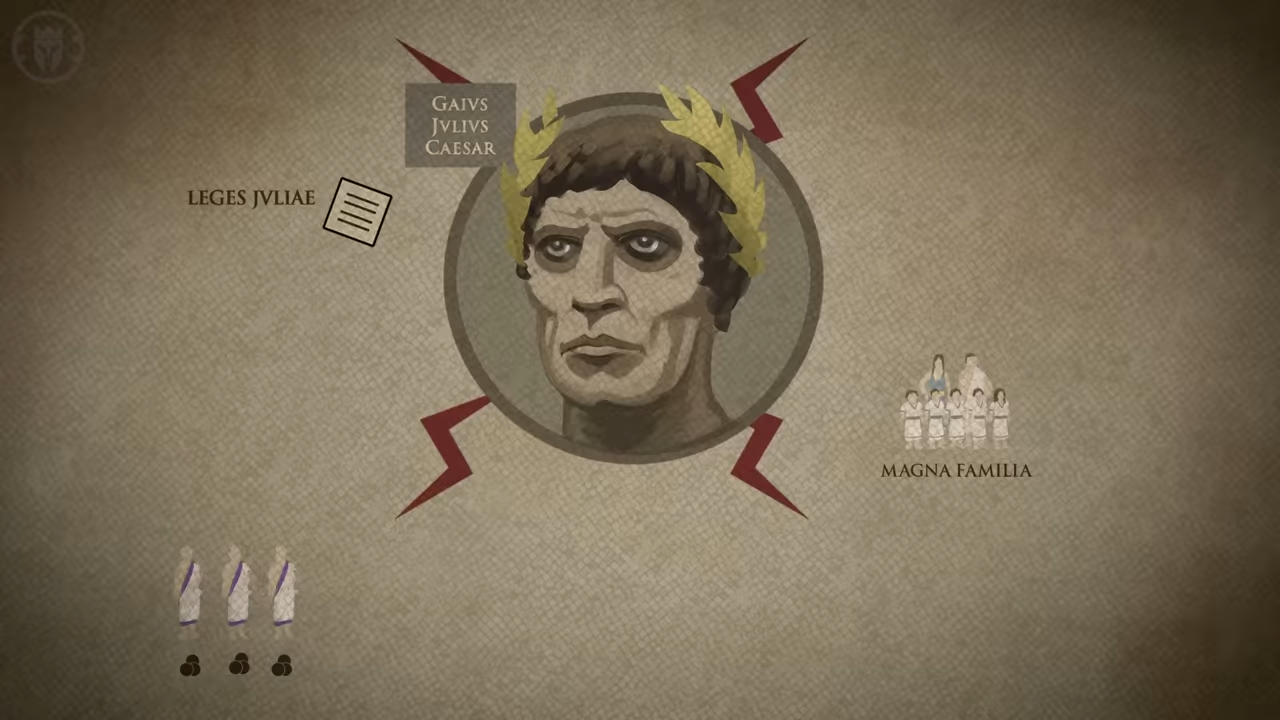 GAIVS
JVLIVS
CAESAR
LEGES JVLIAE
MAGNA FAMILIA